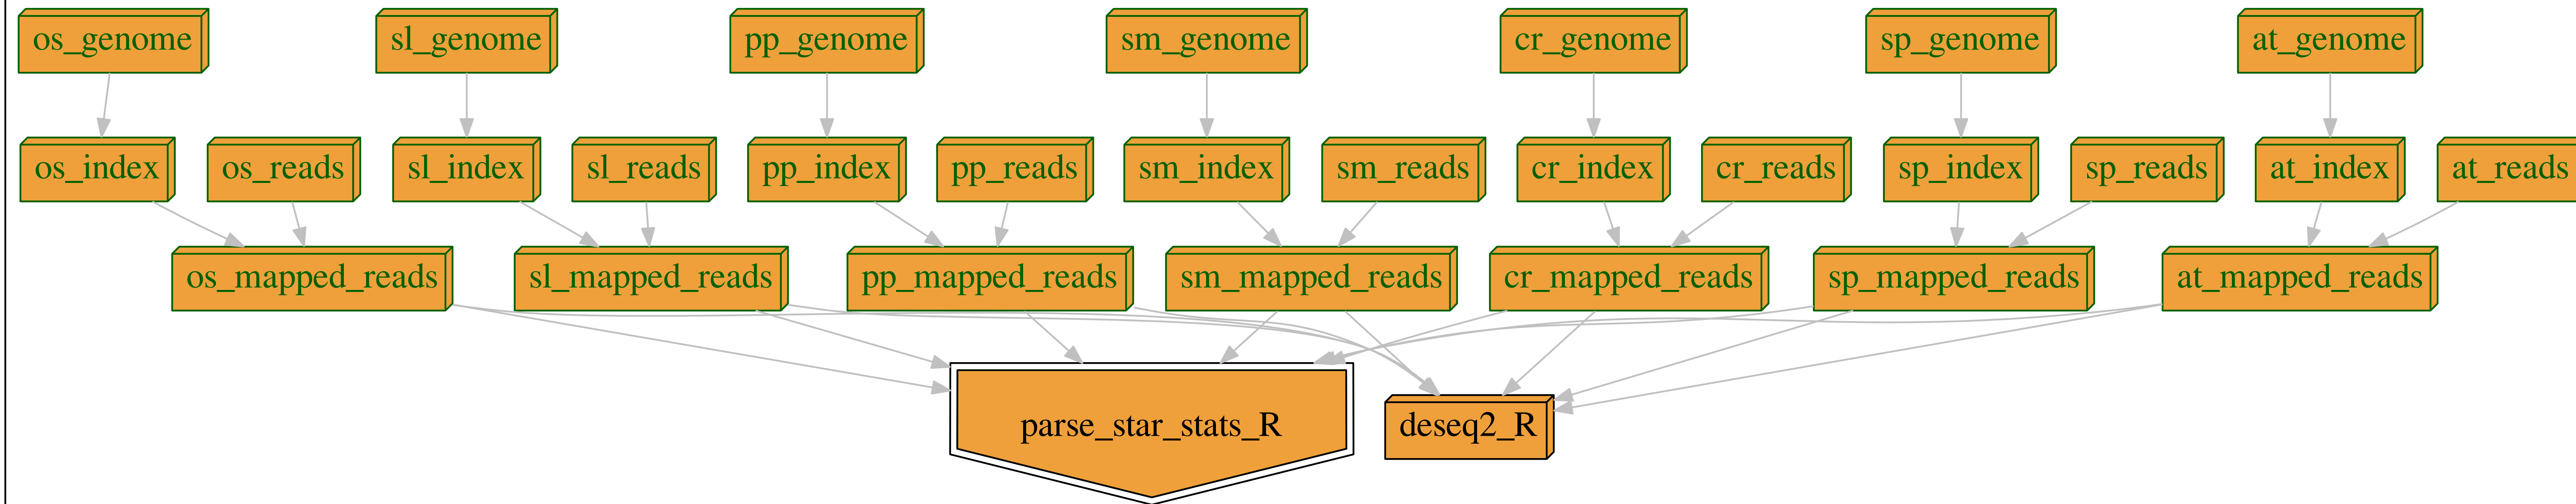 os_genome
sl_genome
pp_genome
sm_genome
cr_genome
sp_genome
at_genome
os_index
os_reads
sl_index
sl_reads
pp_index
pp_reads
sm_index
sm_reads
cr_index
cr_reads
sp_index
sp_reads
at_index
at_reads
os_mapped_reads
sl_mapped_reads
pp_mapped_reads
sm_mapped_reads
cr_mapped_reads
sp_mapped_reads
at_mapped_reads
parse_star_stats_R
deseq2_R